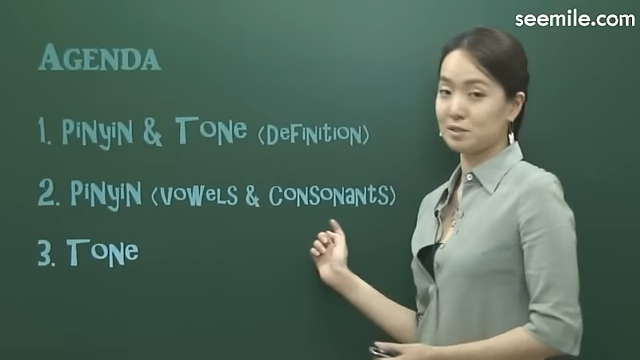 seemile.com
AGENDA
1. PiNyiN & TONe (DeFiNiTiON)
2. PiNyiN (VOWeLS & CONSONANTS)
3. TONe